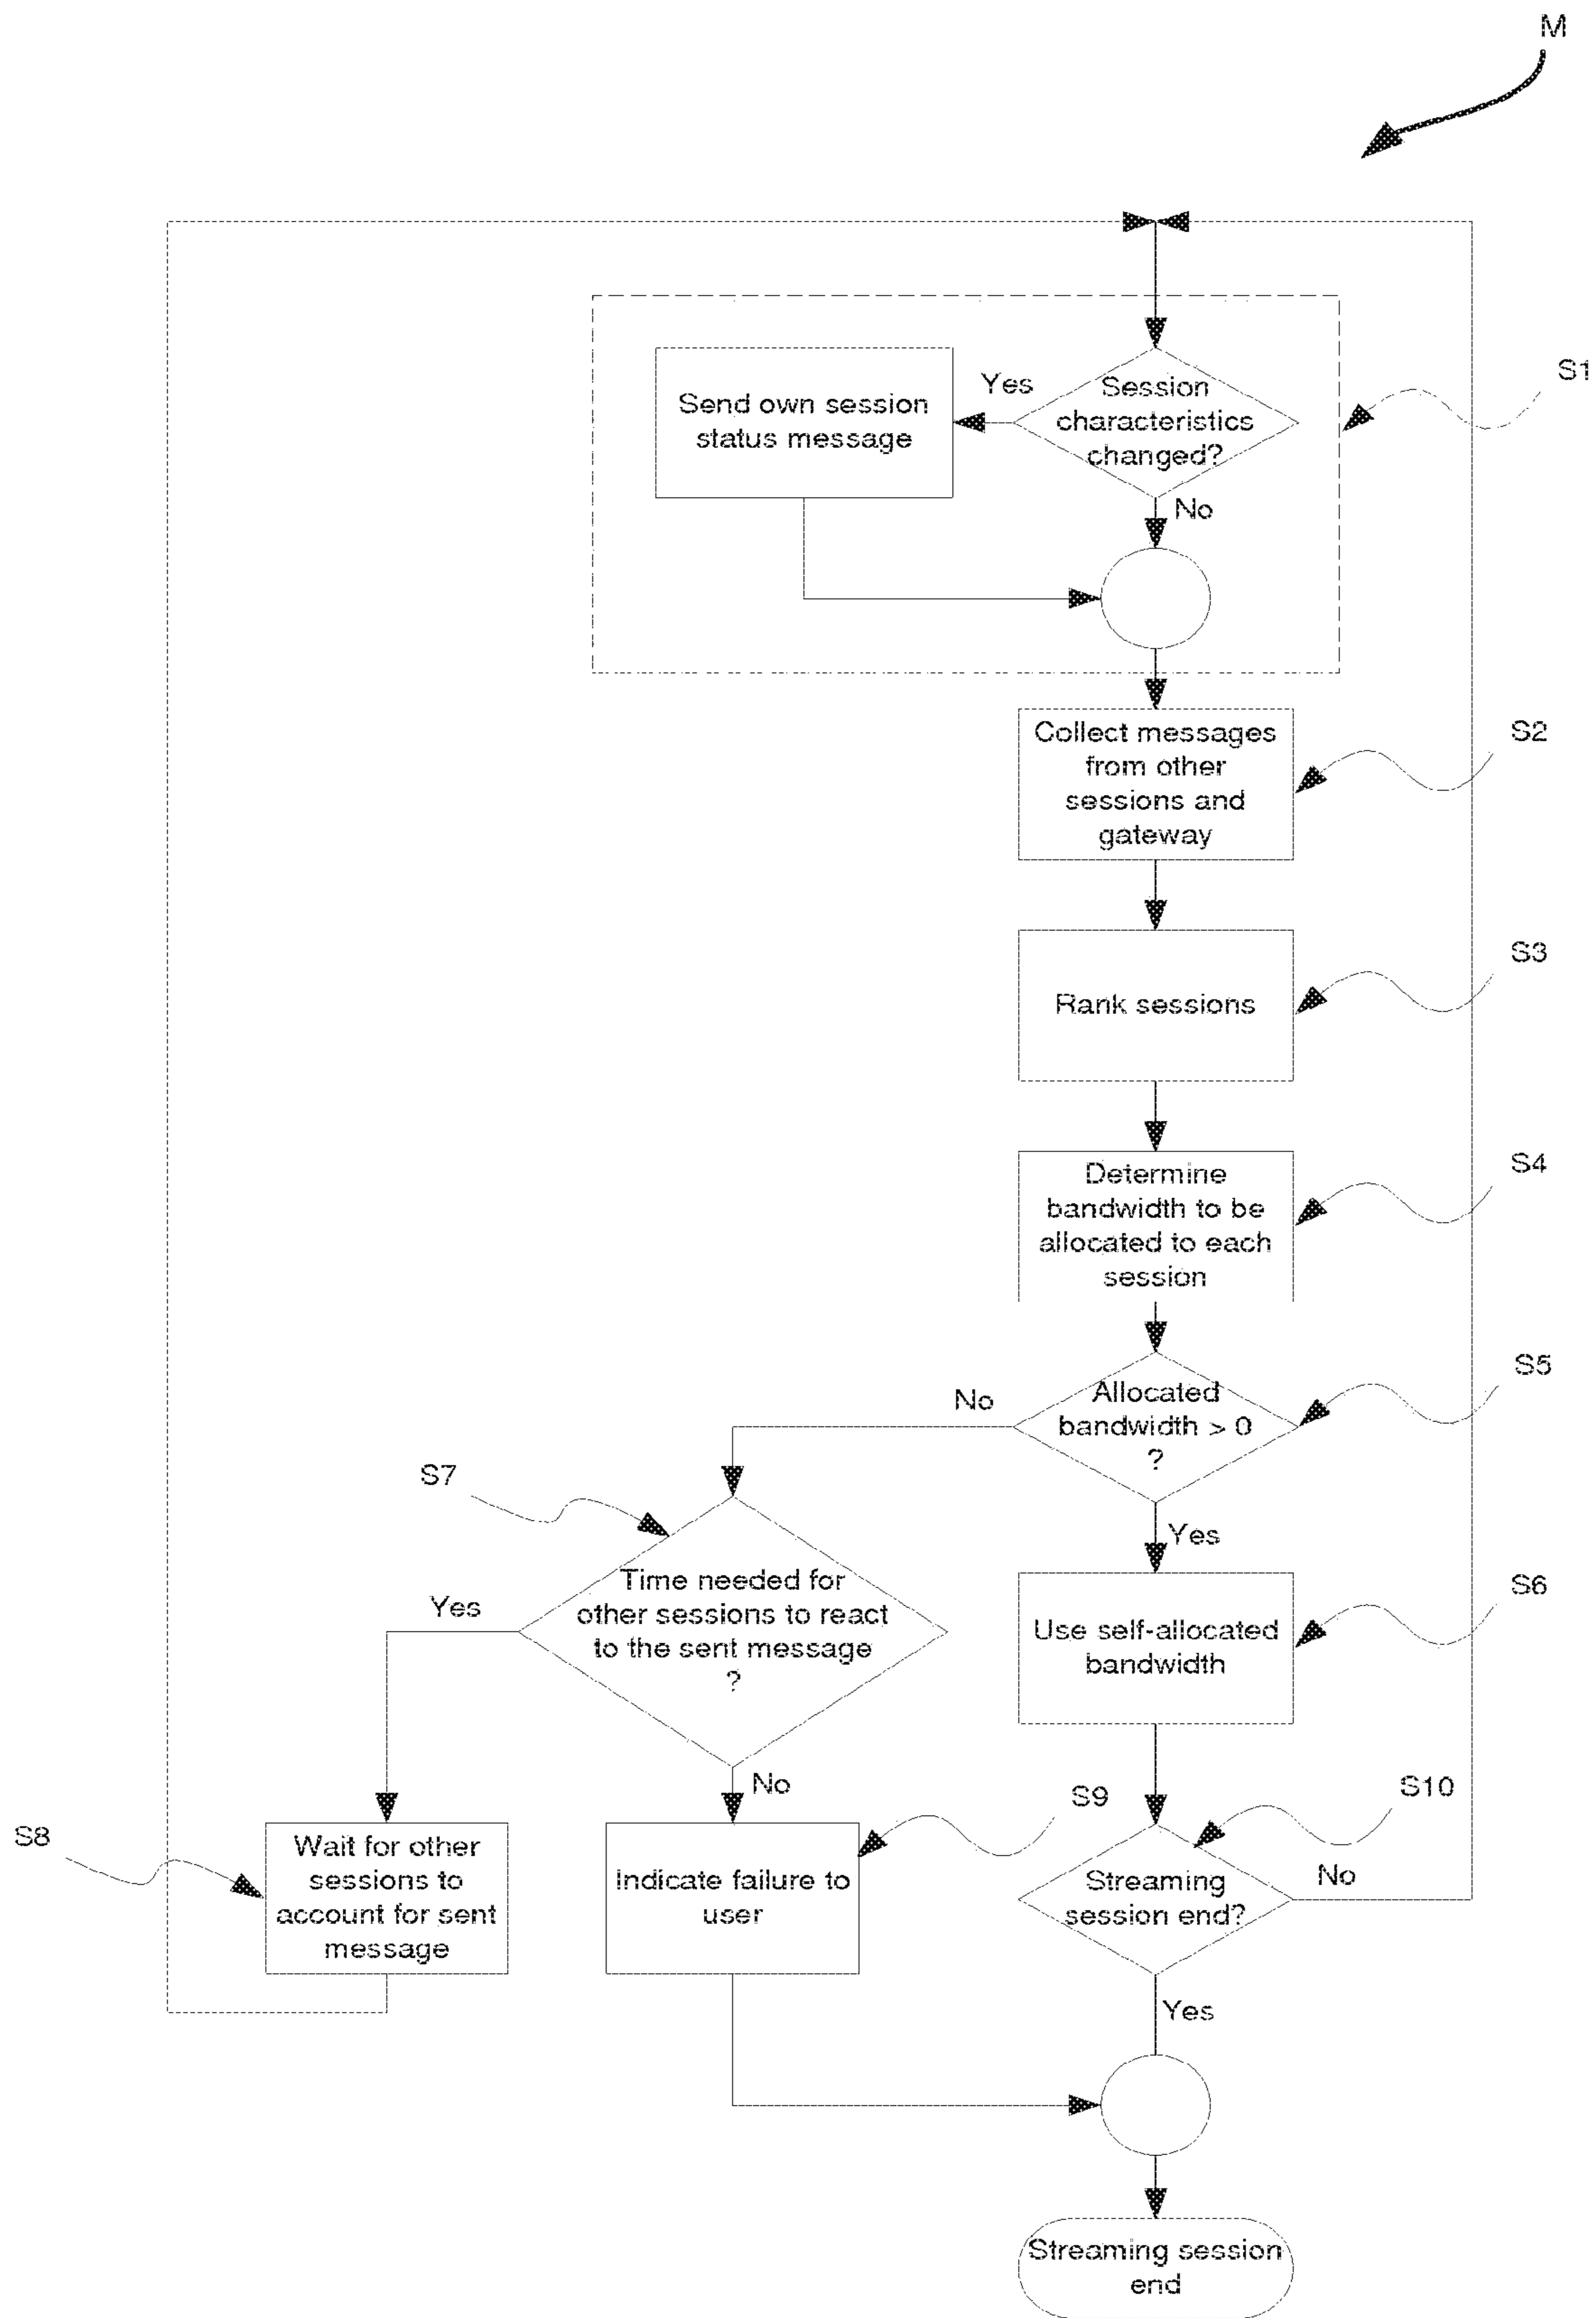 M
Session
characteristics
changed?
Yes
Send own session
status message
S1
No
Collect messages
from other
sessions and
gateway
S2
Rank sessions
S3
Determine
bandwidth to be
allocated to each
session
S4
Allocated
bandwidth > 0
?
S5
No
Yes
S7
Time needed for
other sessions to react
to the sent message
?
Yes
No
Use self-allocated
bandwidth
S6
S8
Wait for other
sessions to
account for sent
message
Indicate failure to
user
S9
Streaming
session end?
S10
No
Yes
Streaming session
end